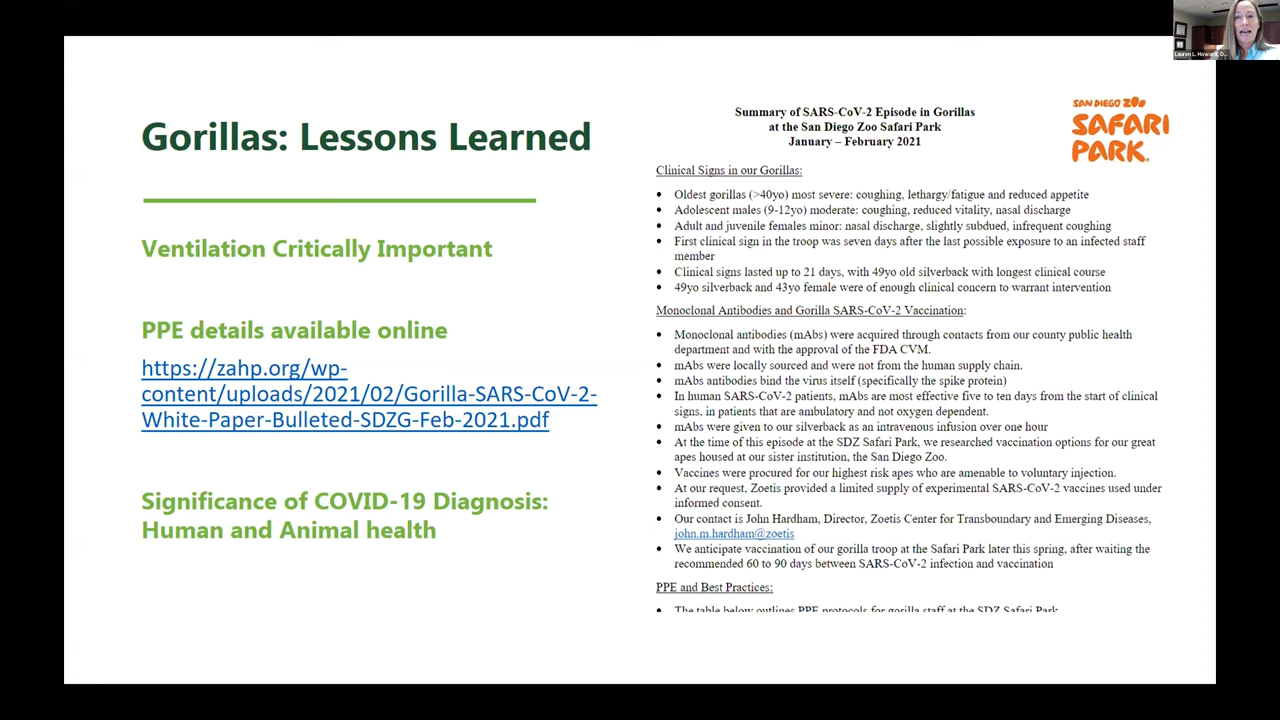 Lauren L. Howard, D...
Gorillas: Lessons Learned
Ventilation Critically Important
PPE details available online
https://zahp.org/wp-
content/uploads/2021/02/Gorilla-SARS-CoV-2-
White-Paper-Bulleted-SDZG-Feb-2021.pdf
Significance of COVID-19 Diagnosis:
Human and Animal health
SAN DIEGO ZOO
SAFARI
PARK.
Summary of SARS-CoV-2 Episode in Gorillas
at the San Diego Zoo Safari Park
January – February 2021
Clinical Signs in our Gorillas:
• Oldest gorillas (>40yo) most severe: coughing, lethargy/fatigue and reduced appetite
• Adolescent males (9-12yo) moderate: coughing, reduced vitality, nasal discharge
• Adult and juvenile females minor: nasal discharge, slightly subdued, infrequent coughing
• First clinical sign in the troop was seven days after the last possible exposure to an infected staff
member
• Clinical signs lasted up to 21 days, with 49yo old silverback with longest clinical course
• 49yo silverback and 43yo female were of enough clinical concern to warrant intervention
Monoclonal Antibodies and Gorilla SARS-CoV-2 Vaccination:
• Monoclonal antibodies (mAbs) were acquired through contacts from our county public health
department and with the approval of the FDA CVM.
• mAbs were locally sourced and were not from the human supply chain.
• mAbs antibodies bind the virus itself (specifically the spike protein)
• In human SARS-CoV-2 patients, mAbs are most effective five to ten days from the start of clinical
signs, in patients that are ambulatory and not oxygen dependent.
• mAbs were given to our silverback as an intravenous infusion over one hour
• At the time of this episode at the SDZ Safari Park, we researched vaccination options for our great
apes housed at our sister institution, the San Diego Zoo.
• Vaccines were procured for our highest risk apes who are amenable to voluntary injection.
• At our request, Zoetis provided a limited supply of experimental SARS-CoV-2 vaccines used under
informed consent.
• Our contact is John Hardham, Director, Zoetis Center for Transboundary and Emerging Diseases,
john.m.hardham@zoetis
• We anticipate vaccination of our gorilla troop at the Safari Park later this spring, after waiting the
recommended 60 to 90 days between SARS-CoV-2 infection and vaccination
PPE and Best Practices:
• The table below outlines PPE protocols for gorilla staff at the SDZ Safari Park